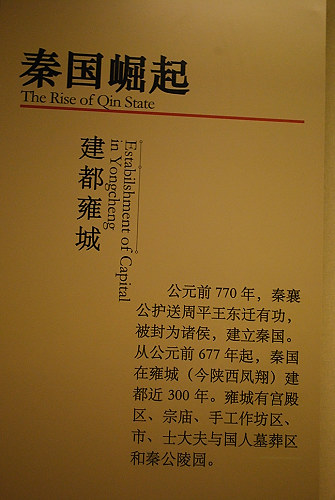 秦国崛起
The Rise of Qin State
建都雍城
Estabilshment of Capital
in Yongcheng
公元前 770 年，秦襄
公护送周平王东迁有功，
被封为诸侯，建立秦国。
从公元前 677 年起，秦国
在雍城（今陕西凤翔）建
都近 300 年。雍城有宫殿
区、宗庙、手工作坊区、
市、士大夫与国人墓葬区
和秦公陵园。